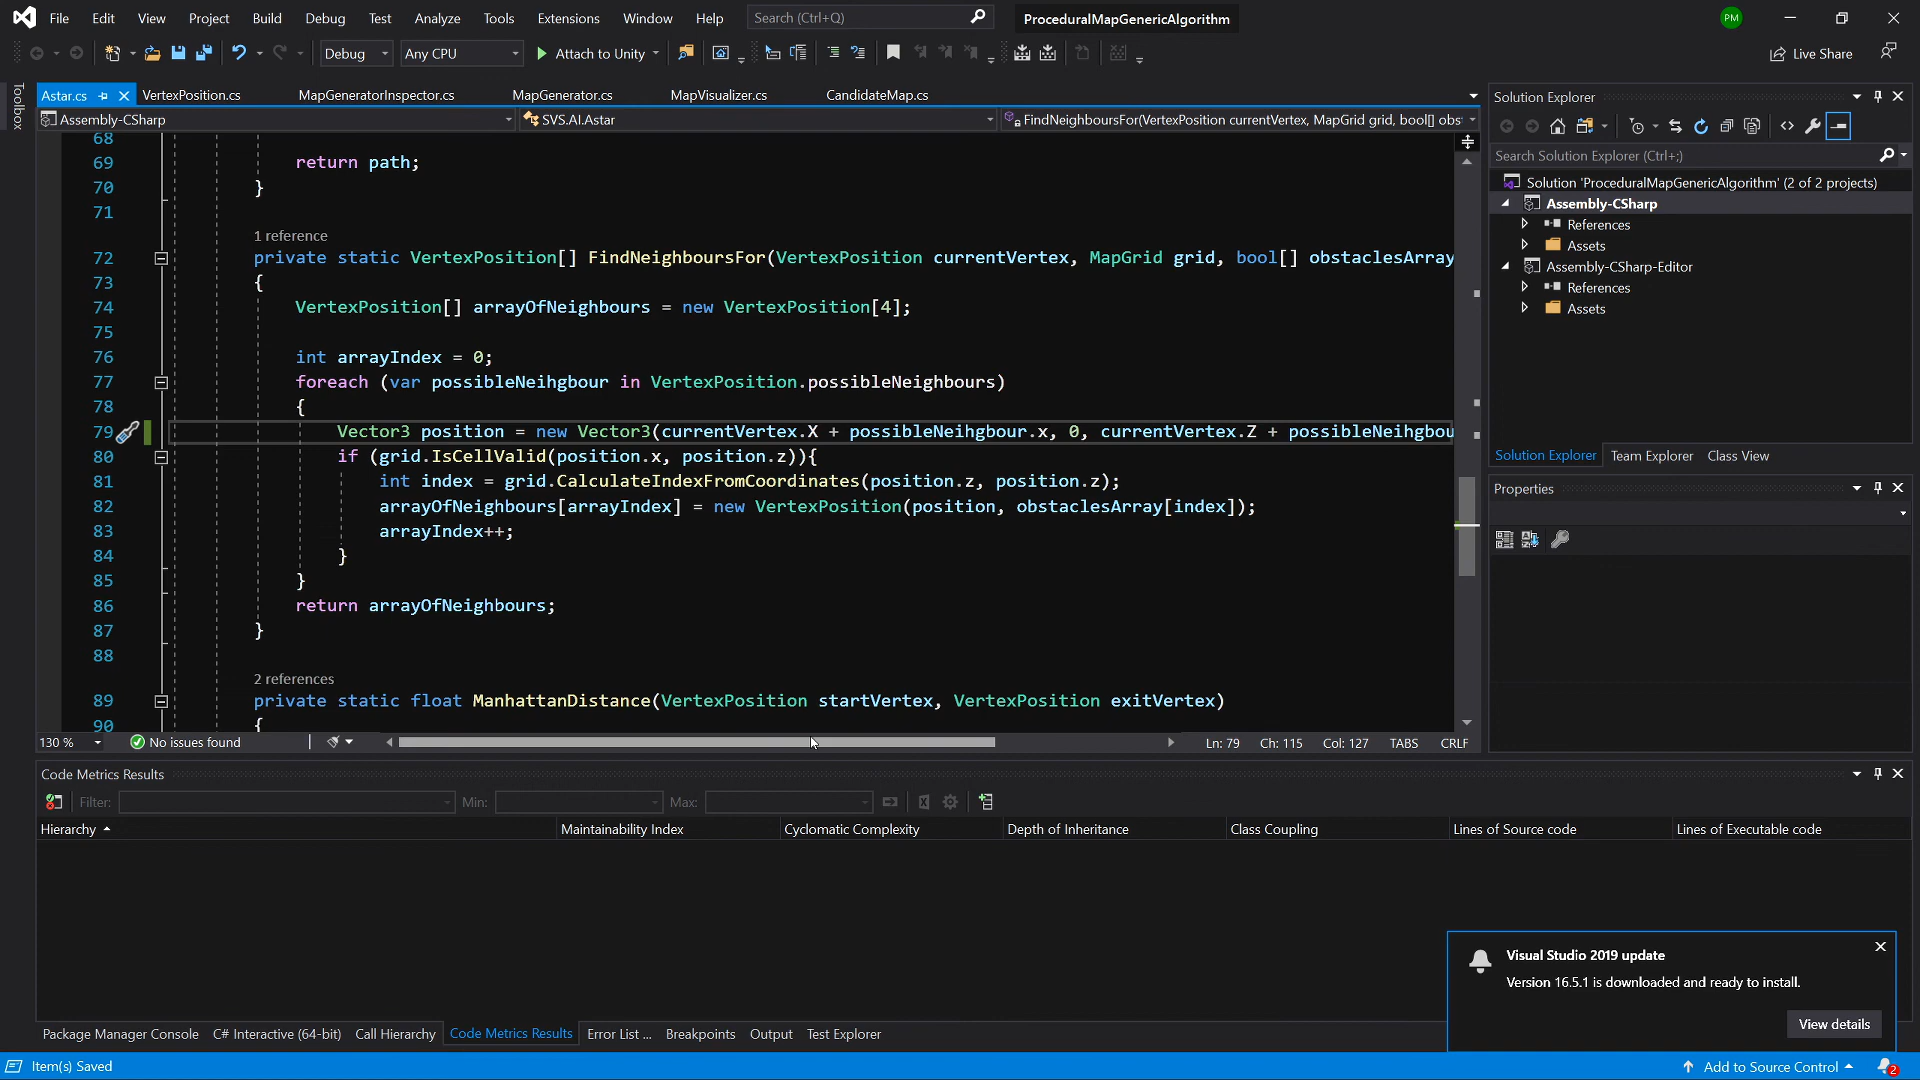 File Edit View Project Build Debug Test Analyze Tools Extensions Window Help Search (Ctrl+Q) ProceduralMapGenericAlgorithm PM
Debug Any CPU Attach to Unity Live Share
Toolbox
Astar.cs VertexPosition.cs MapGeneratorInspector.cs MapGenerator.cs MapVisualizer.cs CandidateMap.cs
Assembly-CSharp SVS.AI.Astar FindNeighboursFor(VertexPosition currentVertex, MapGrid grid, bool[] obs
68
69 return path;
70 }
71
1 reference
72 private static VertexPosition[] FindNeighboursFor(VertexPosition currentVertex, MapGrid grid, bool[] obstaclesArray
73 {
74 VertexPosition[] arrayOfNeighbours = new VertexPosition[4];
75
76 int arrayIndex = 0;
77 foreach (var possibleNeihgbour in VertexPosition.possibleNeighbours)
78 {
79 Vector3 position = new Vector3(currentVertex.X + possibleNeihgbour.x, 0, currentVertex.Z + possibleNeihgbou
80 if (grid.IsCellValid(position.x, position.z)){
81 int index = grid.CalculateIndexFromCoordinates(position.z, position.z);
82 arrayOfNeighbours[arrayIndex] = new VertexPosition(position, obstaclesArray[index]);
83 arrayIndex++;
84 }
85 }
86 return arrayOfNeighbours;
87 }
88
2 references
89 private static float ManhattanDistance(VertexPosition startVertex, VertexPosition exitVertex)
90 {
130 % No issues found Ln: 79 Ch: 115 Col: 127 TABS CRLF
Solution Explorer
Search Solution Explorer (Ctrl+;)
Solution 'ProceduralMapGenericAlgorithm' (2 of 2 projects)
Assembly-CSharp
References
Assets
Assembly-CSharp-Editor
References
Assets
Solution Explorer Team Explorer Class View
Properties
Code Metrics Results
Filter: Min: Max:
Hierarchy Maintainability Index Cyclomatic Complexity Depth of Inheritance Class Coupling Lines of Source code Lines of Executable code
Visual Studio 2019 update
Version 16.5.1 is downloaded and ready to install.
View details
Package Manager Console C# Interactive (64-bit) Call Hierarchy Code Metrics Results Error List ... Breakpoints Output Test Explorer
Item(s) Saved Add to Source Control 2